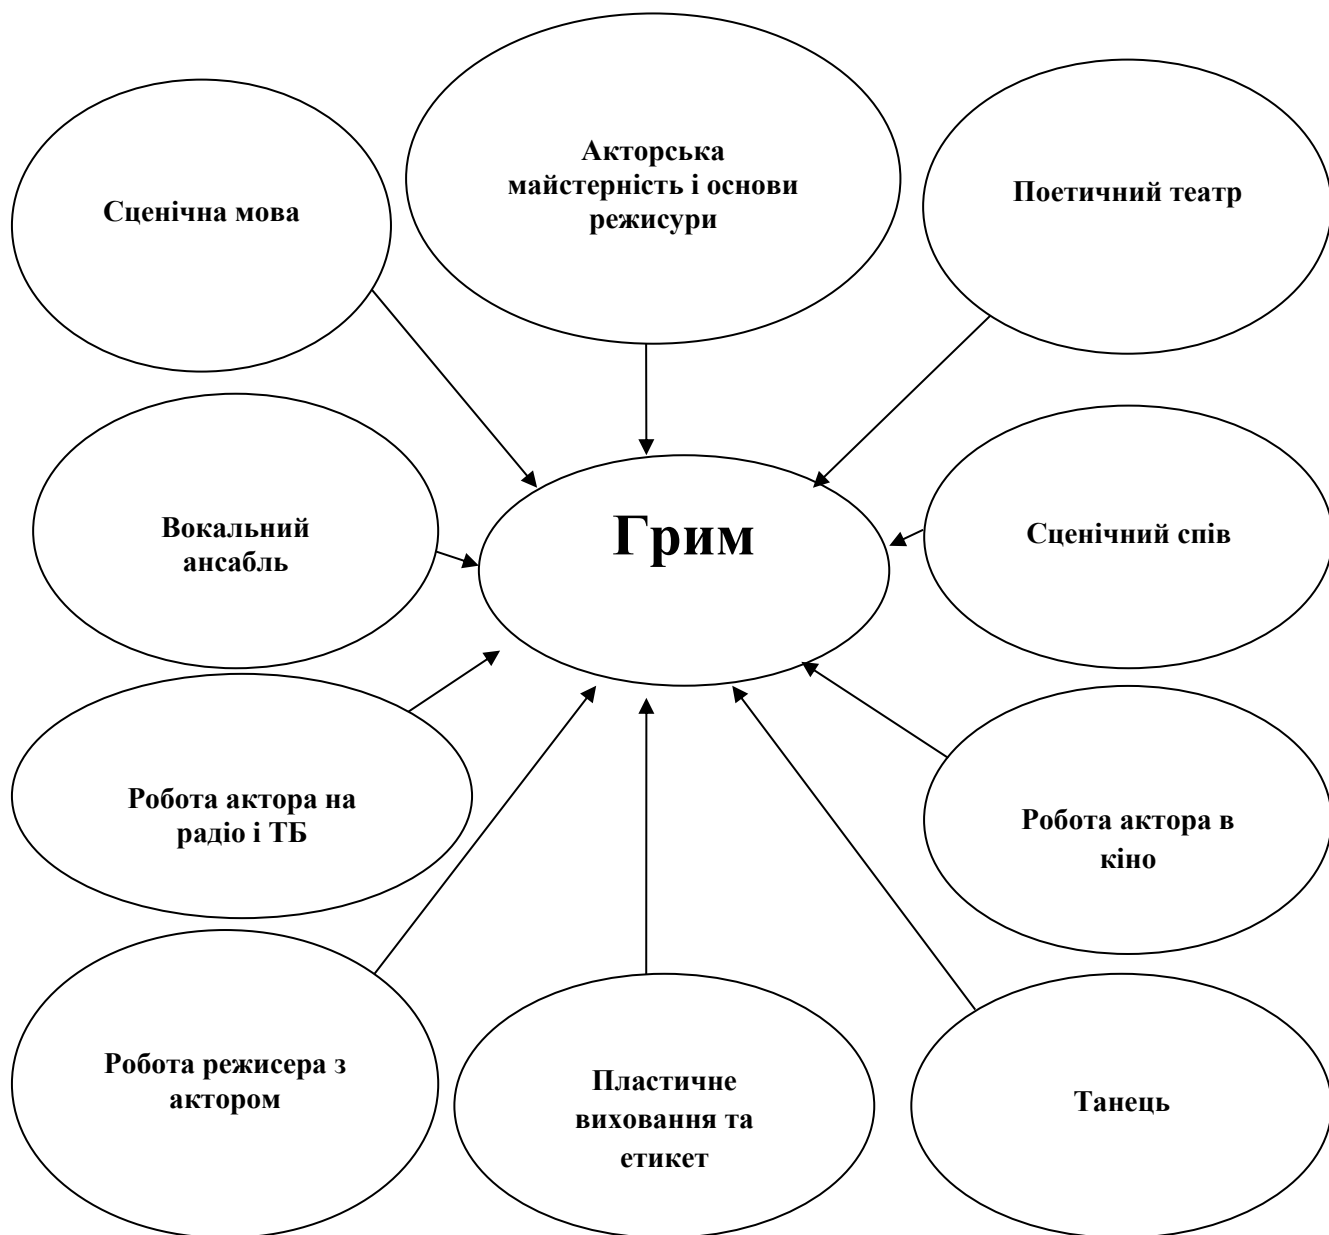 Сценічна мова
Акторська
майстерність і основи
режисури
Поетичний театр
Вокальний
ансабль
Грим
Сценічний спів
Робота актора на
радіо і ТБ
Робота актора в
кіно
Робота режисера з
актором
Пластичне
виховання та
етикет
Танець